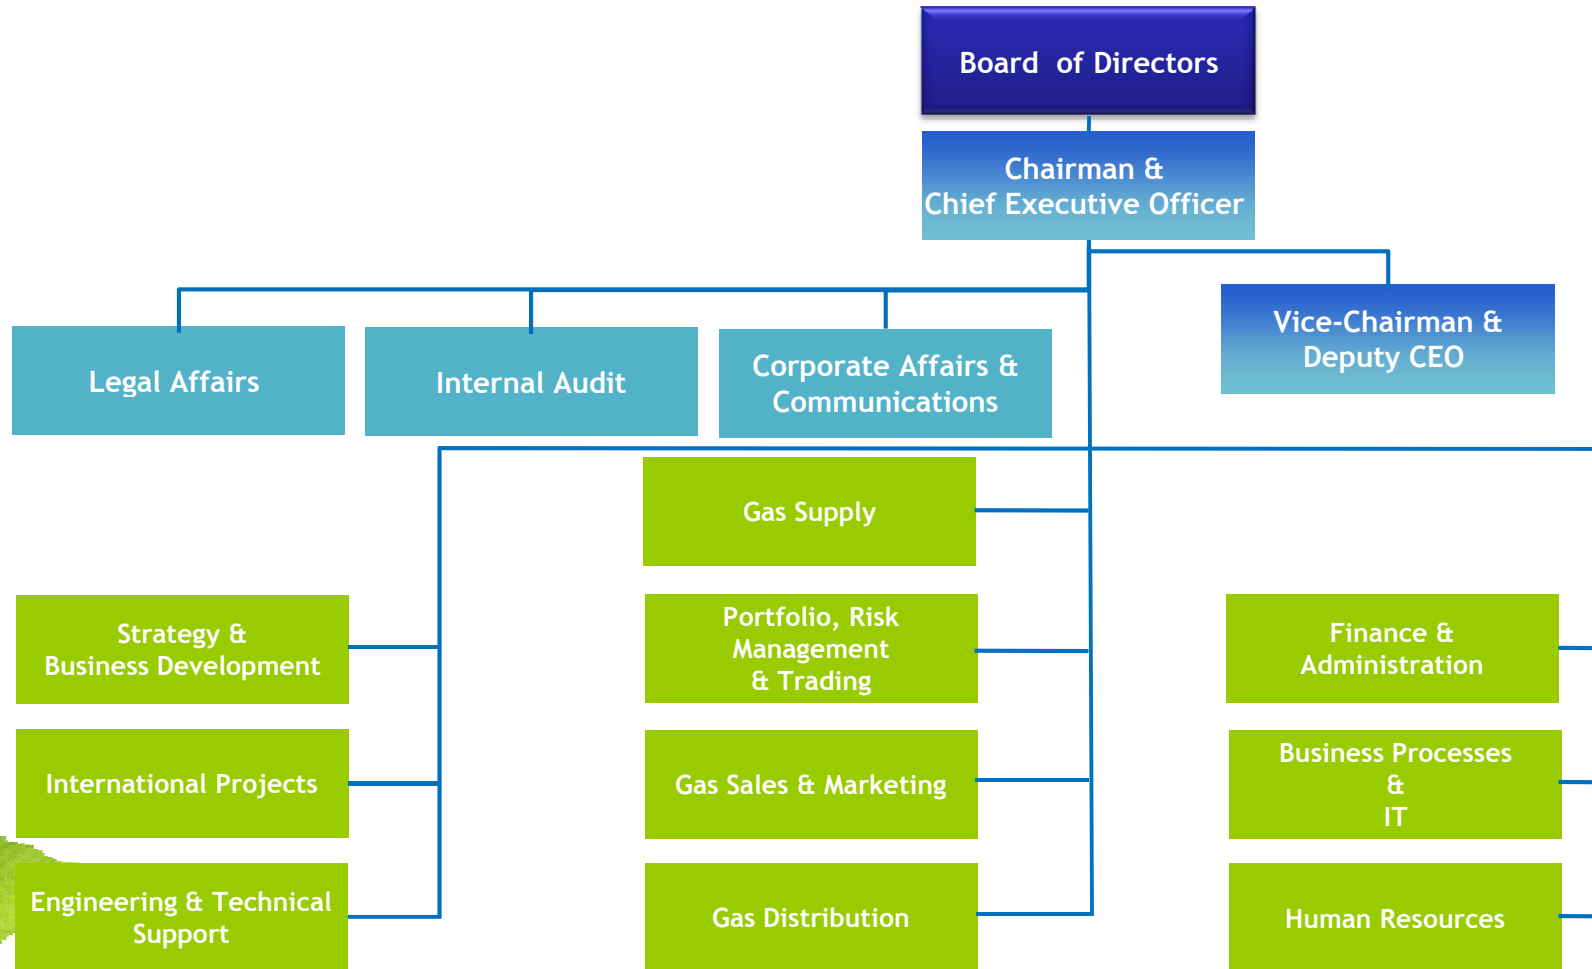 Board of Directors
Chairman &
Chief Executive Officer
Vice-Chairman &
Deputy CEO
Legal Affairs
Internal Audit
Corporate Affairs &
Communications
Gas Supply
Strategy &
Business Development
Portfolio, Risk
Management
& Trading
Finance &
Administration
International Projects
Gas Sales & Marketing
Business Processes
&
IT
Engineering & Technical
Support
Gas Distribution
Human Resources